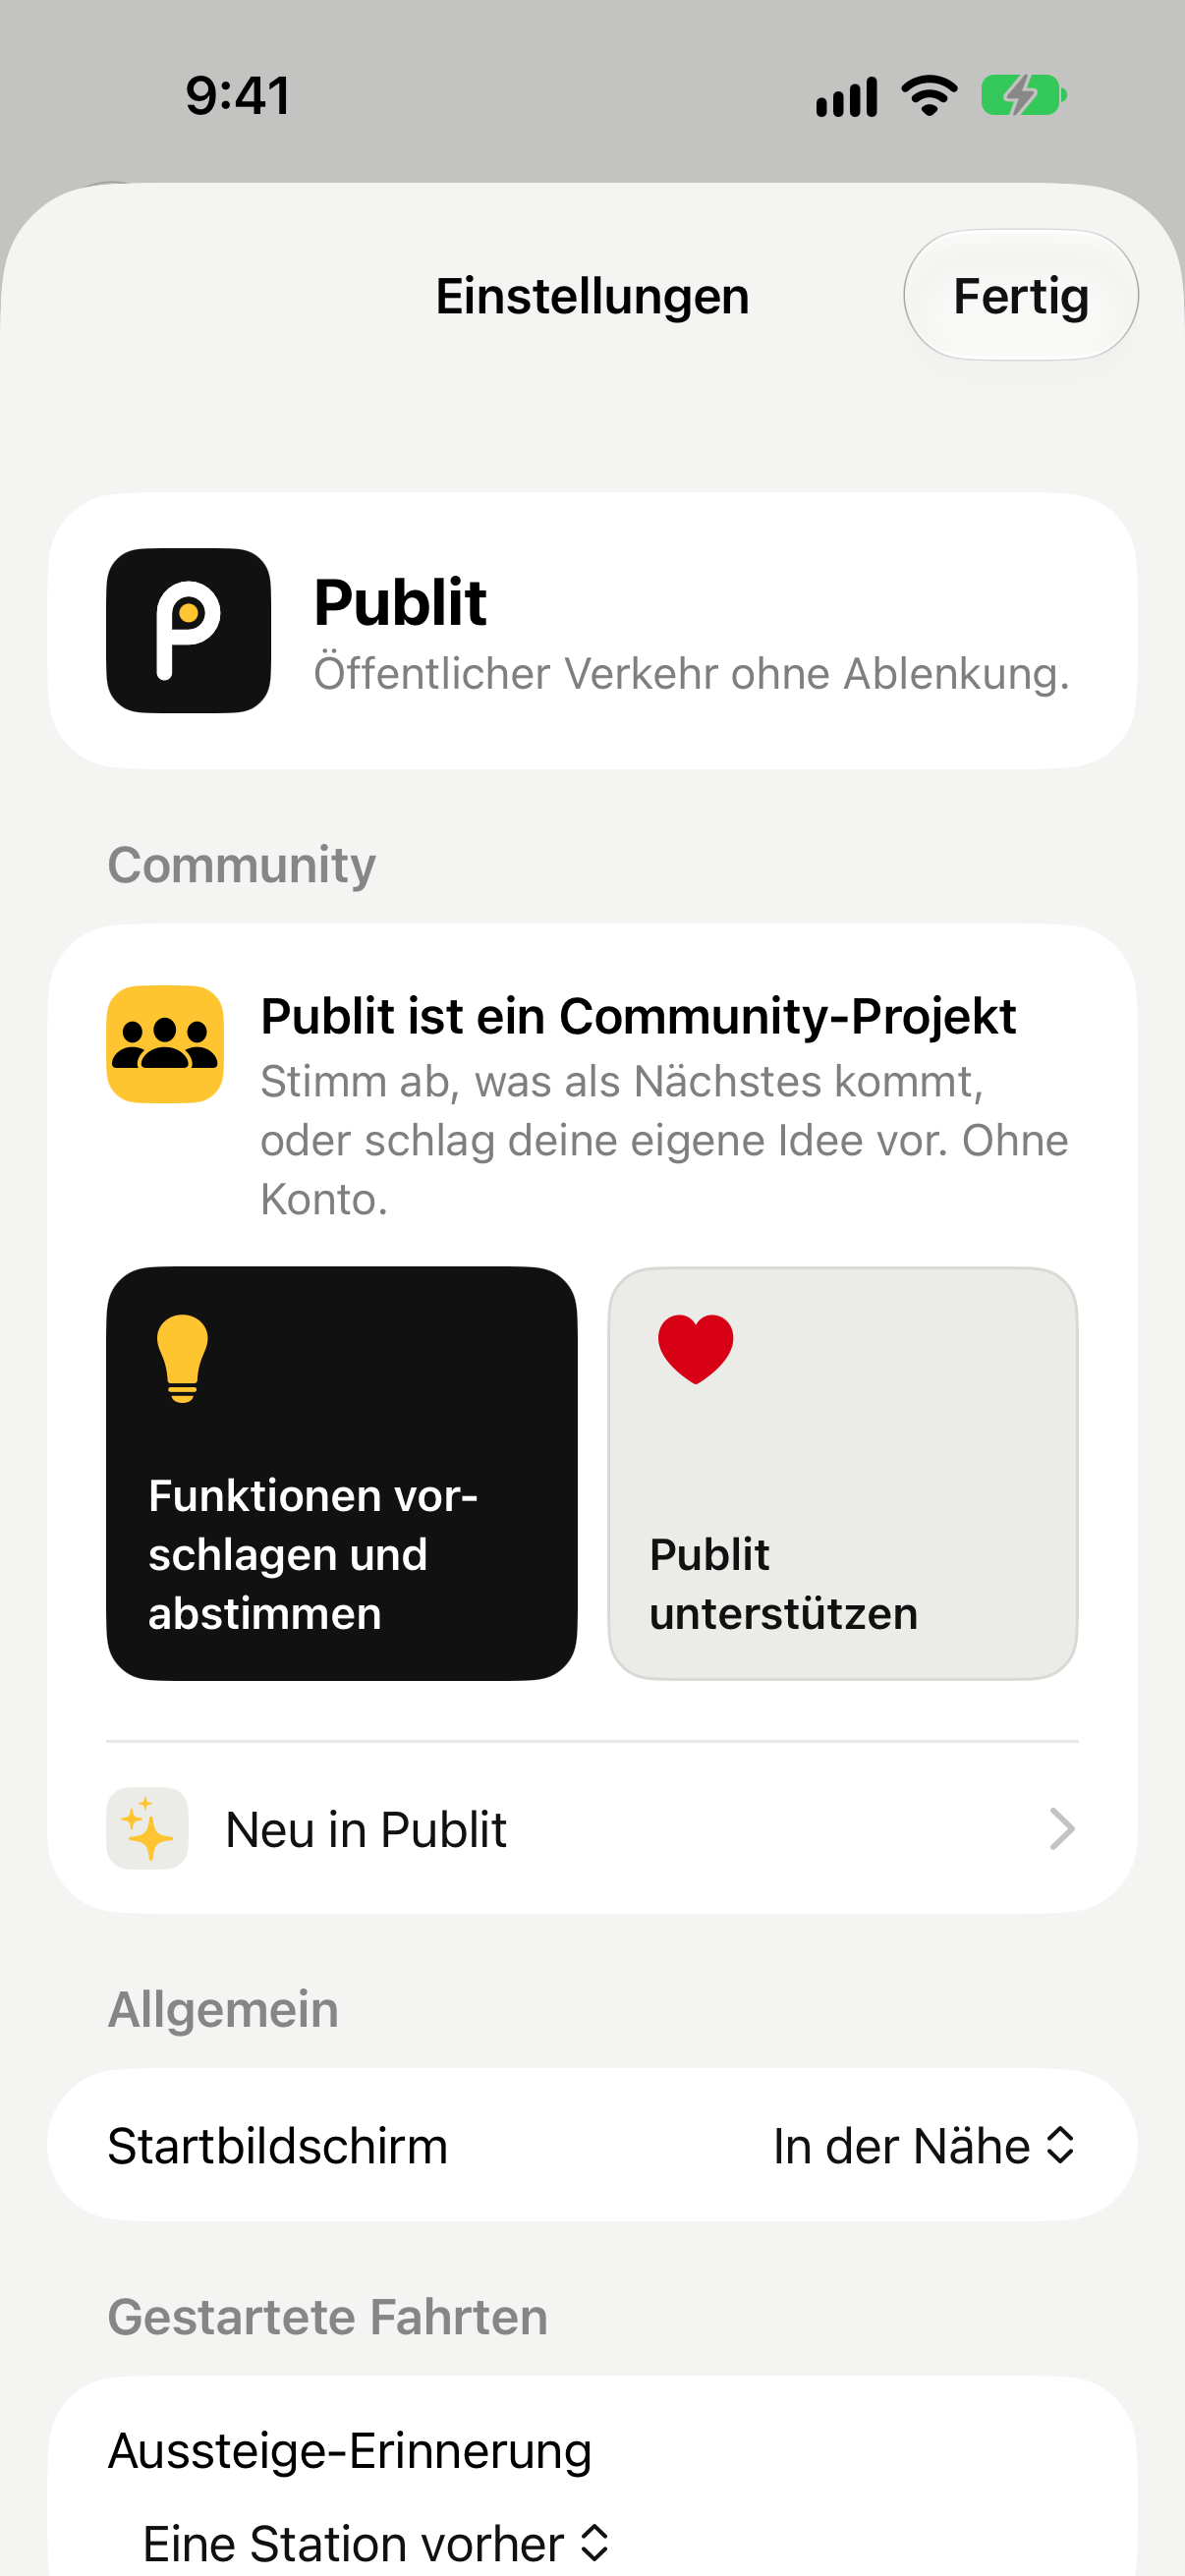 9:41
Einstellungen
Fertig
Publit
Öffentlicher Verkehr ohne Ablenkung.
Community
Publit ist ein Community-Projekt
Stimm ab, was als Nächstes kommt,
oder schlag deine eigene Idee vor. Ohne
Konto.
Funktionen vor-
schlagen und
abstimmen
Publit
unterstützen
Neu in Publit
Allgemein
Startbildschirm
In der Nähe
Gestartete Fahrten
Aussteige-Erinnerung
Eine Station vorher